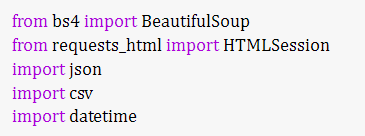 from bs4 import BeautifulSoup
from requests_html import HTMLSession
import json
import csv
import datetime